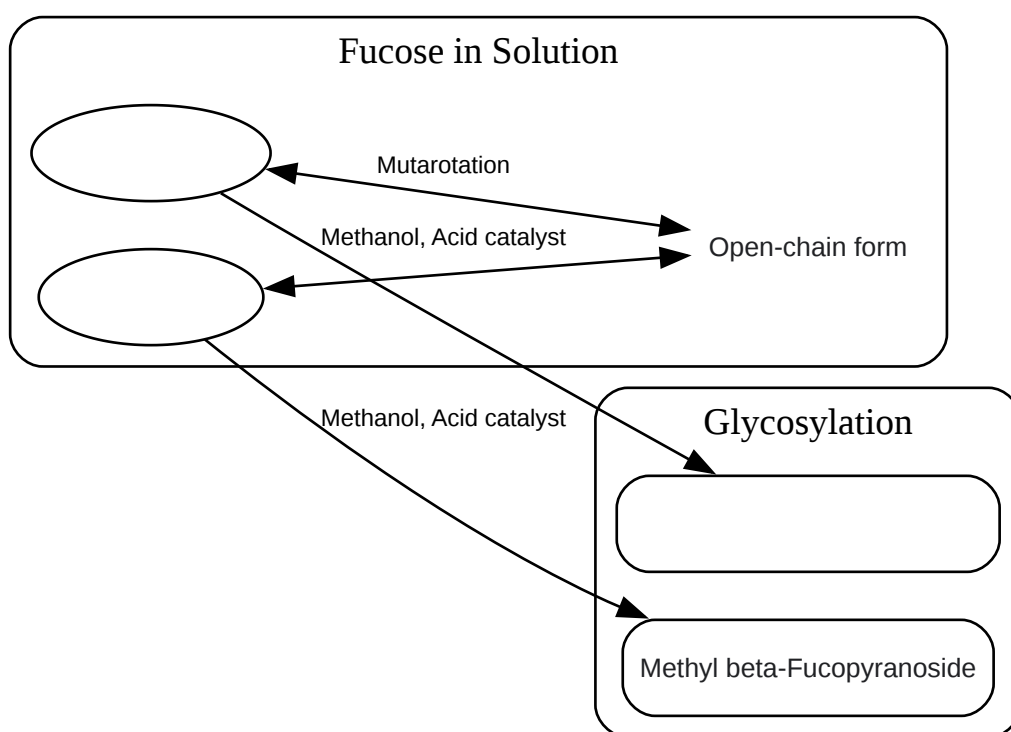 Fucose in Solution
Mutarotation
Methanol, Acid catalyst
Open-chain form
Methanol, Acid catalyst
Glycosylation
Methyl beta-Fucopyranoside